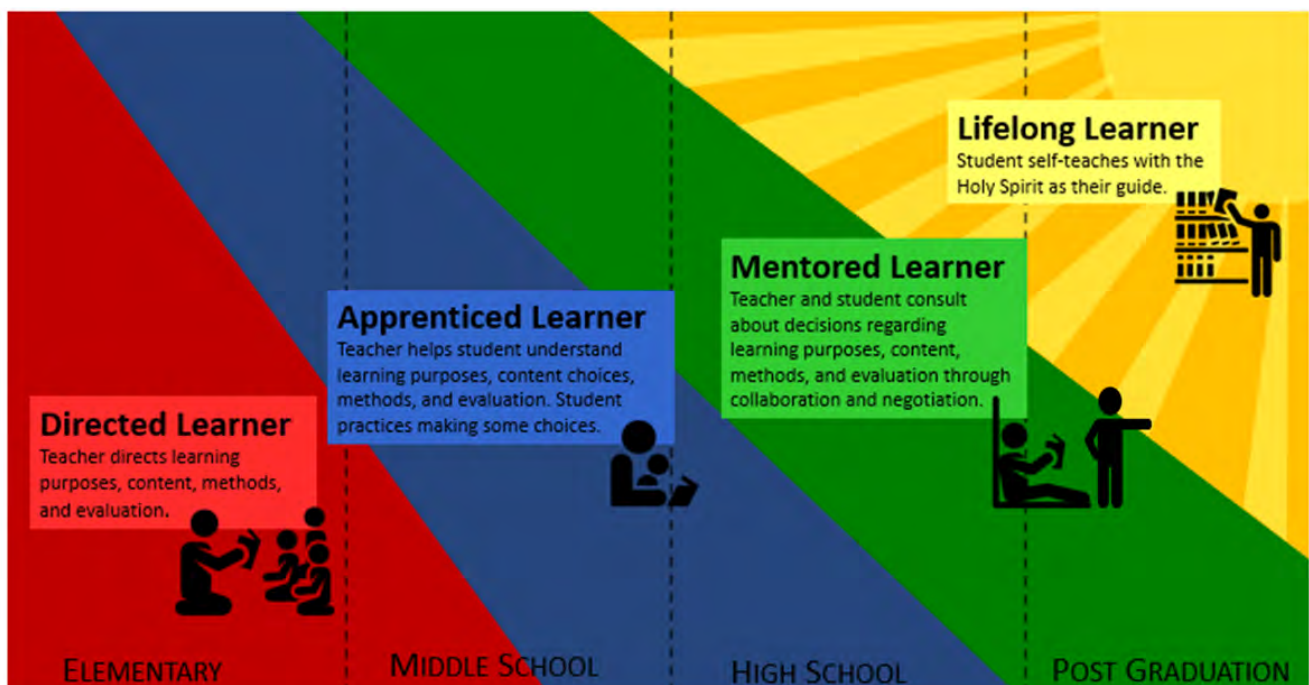 Lifelong Learner
Student self-teaches with the
Holy Spirit as their guide.
Mentored Learner
Teacher and student consult
about decisions regarding
learning purposes, content,
methods, and evaluation through
collaboration and negotiation.
Apprenticed Learner
Teacher helps student understand
learning purposes, content choices,
methods, and evaluation. Student
practices making some choices.
Directed Learner
Teacher directs learning
purposes, content, methods,
and evaluation.
ELEMENTARY
MIDDLE SCHOOL
HIGH SCHOOL
POST GRADUATION